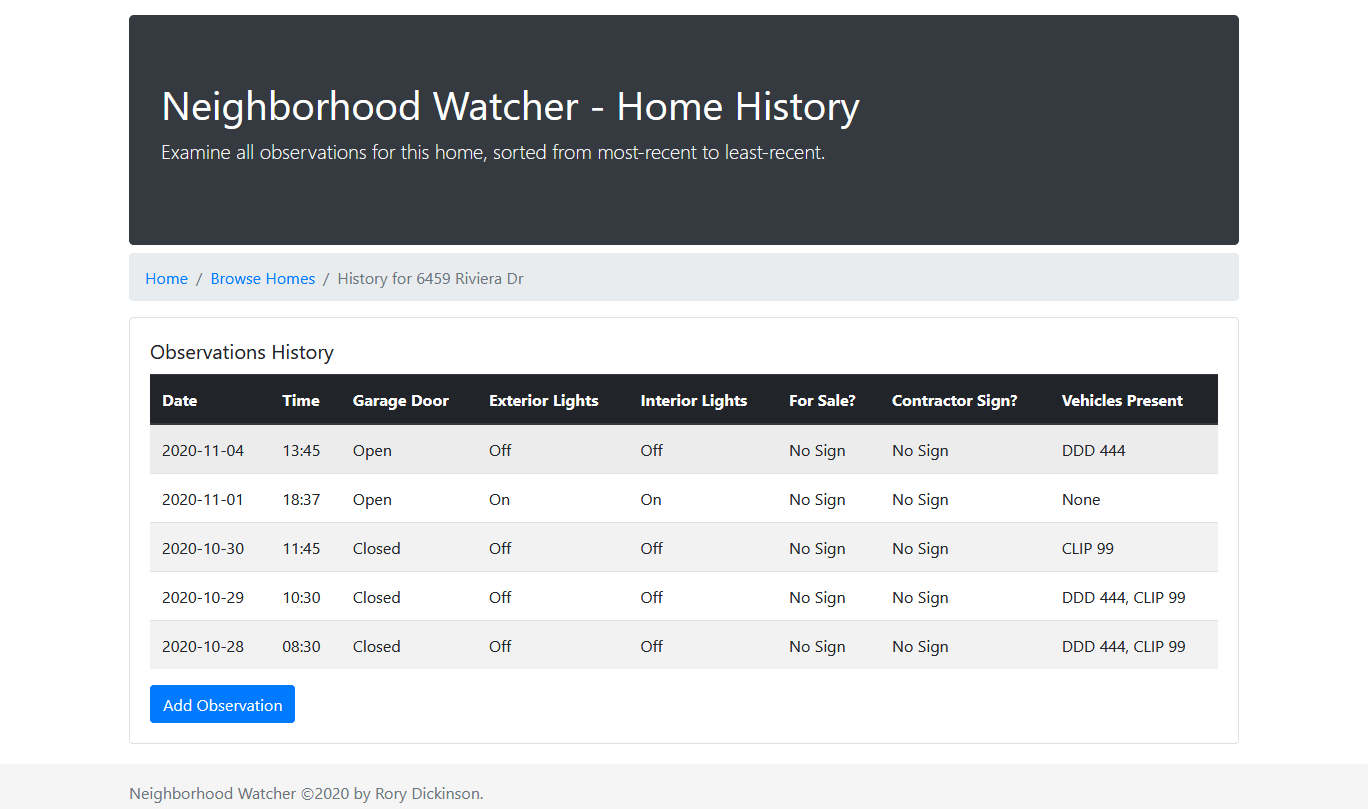 Neighborhood Watcher - Home History
Examine all observations for this home, sorted from most-recent to least-recent.
Home / Browse Homes / History for 6459 Riviera Dr
Observations History
Date Time Garage Door Exterior Lights Interior Lights For Sale? Contractor Sign? Vehicles Present
2020-11-04 13:45 Open Off Off No Sign No Sign DDD 444
2020-11-01 18:37 Open On On No Sign No Sign None
2020-10-30 11:45 Closed Off Off No Sign No Sign CLIP 99
2020-10-29 10:30 Closed Off Off No Sign No Sign DDD 444, CLIP 99
2020-10-28 08:30 Closed Off Off No Sign No Sign DDD 444, CLIP 99
Add Observation
Neighborhood Watcher ©2020 by Rory Dickinson.